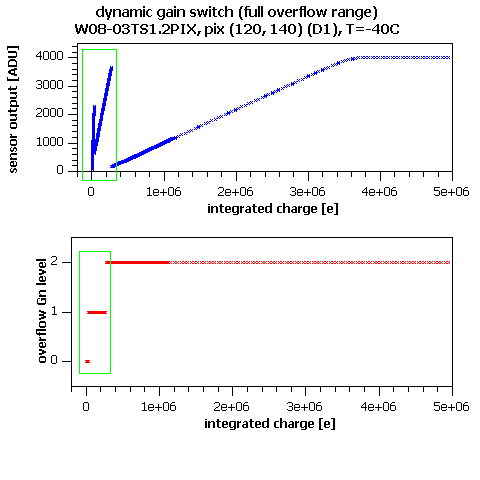 dynamic gain switch (full overflow range)
W08-03TS1.2PIX, pix (120, 140) (D1), T=-40C
sensor output [ADU]
4000
3000
2000
1000
0
0 1e+06 2e+06 3e+06 4e+06 5e+06
integrated charge [e]
overflow Gn level
2
1
0
0 1e+06 2e+06 3e+06 4e+06 5e+06
integrated charge [e]